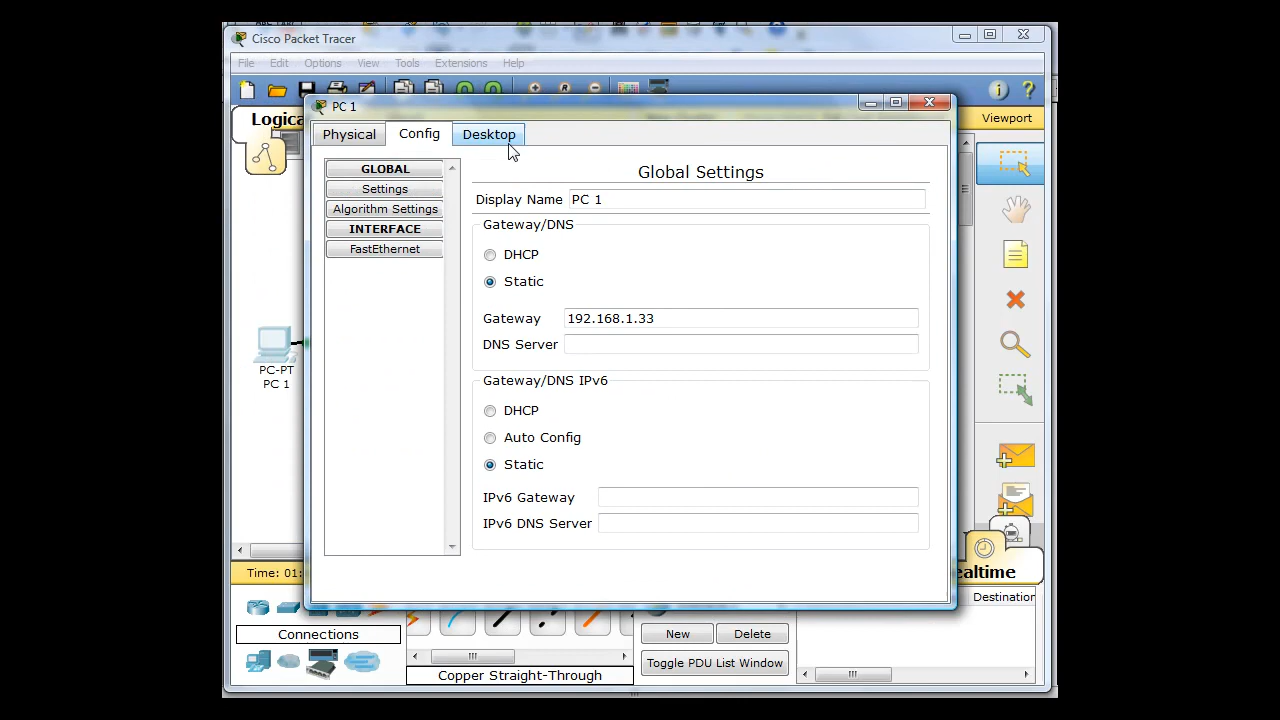 Cisco Packet Tracer
File Edit Options View Tools Extensions Help
Logica
Viewport
PC 1
Physical Config Desktop
GLOBAL
Settings
Algorithm Settings
INTERFACE
FastEthernet
Global Settings
Display Name PC 1
Gateway/DNS
DHCP
Static
Gateway 192.168.1.33
DNS Server
Gateway/DNS IPv6
DHCP
Auto Config
Static
IPv6 Gateway
IPv6 DNS Server
PC-PT
PC 1
Time: 01:
ealtime
Connections
Copper Straight-Through
New Delete
Toggle PDU List Window
Destination